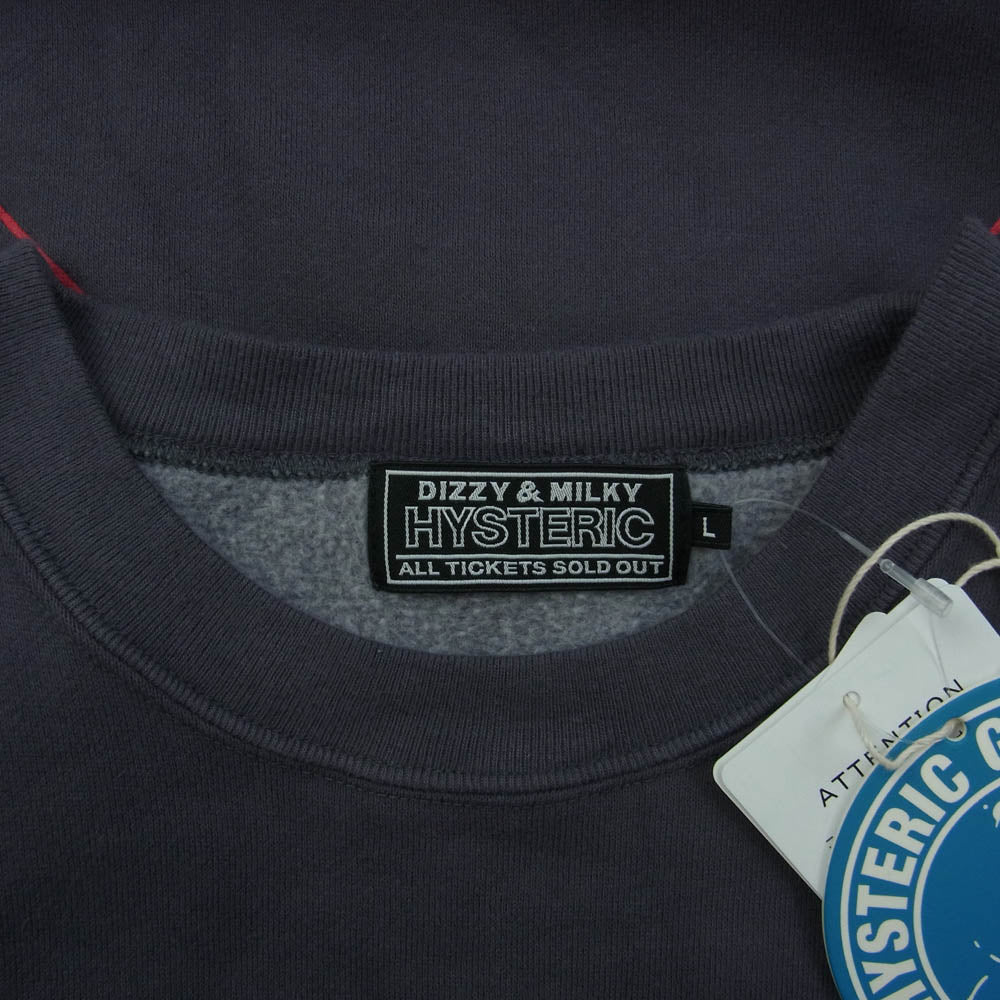 DIZZY & MILKY
HYSTERIC
ALL TICKETS SOLD OUT
L
ATTENTION
HYSTERIC